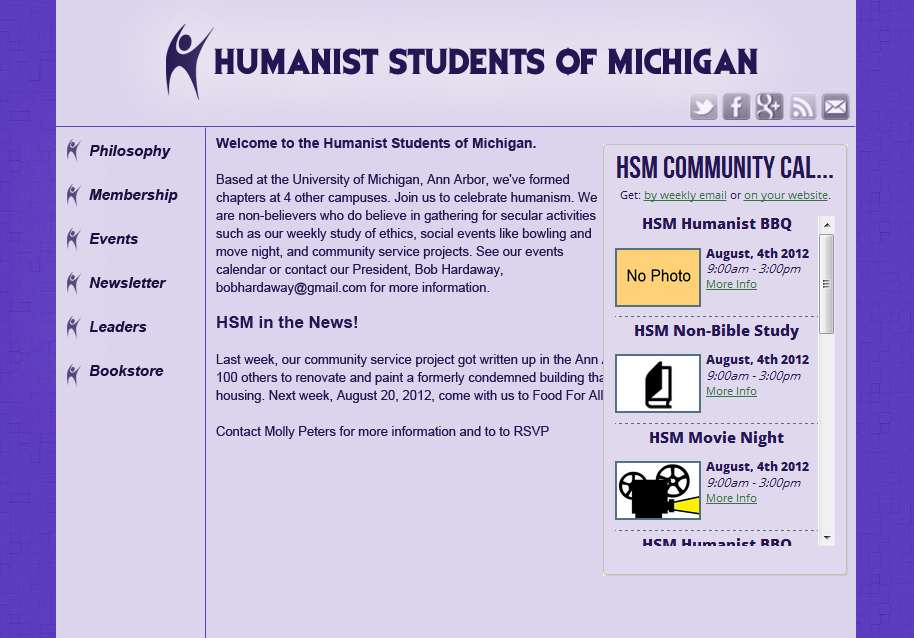 HUMANIST STUDENTS OF MICHIGAN
Philosophy
Membership
Events
Newsletter
Leaders
Bookstore
Welcome to the Humanist Students of Michigan.
Based at the University of Michigan, Ann Arbor, we've formed
chapters at 4 other campuses. Join us to celebrate humanism. We
are non-believers who do believe in gathering for secular activities
such as our weekly study of ethics, social events like bowling and
move night, and community service projects. See our events
calendar or contact our President, Bob Hardaway,
bobhardaway@gmail.com for more information.
HSM in the News!
Last week, our community service project got written up in the Ann
100 others to renovate and paint a formerly condemned building
housing. Next week, August 20, 2012, come with us to Food For All
Contact Molly Peters for more information and to to RSVP
HSM COMMUNITY CAL...
Get: by weekly email or on your website.
HSM Humanist BBQ
No Photo
August, 4th 2012
9:00am - 3:00pm
More Info
HSM Non-Bible Study
August, 4th 2012
9:00am - 3:00pm
More Info
HSM Movie Night
August, 4th 2012
9:00am - 3:00pm
More Info
HSM Humanist BBQ